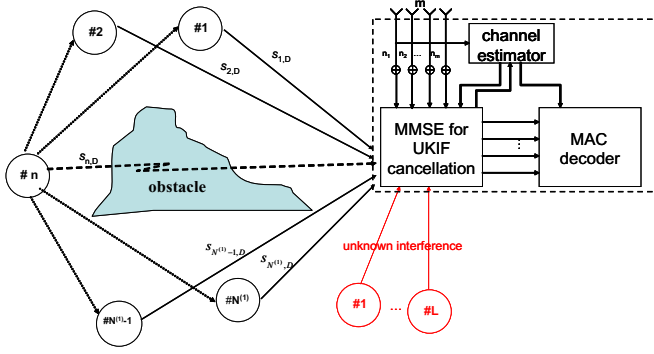 #2
#1
m
S1,D
S2,D
n1 n2 ... nm
channel
estimator
# n
Sn,D
obstacle
MMSE for
UKIF
cancellation
MAC
decoder
...
SN(1)-1,D
SN(1),D
unknown interference
#N(1)-1
#N(1)
#1 ... #L